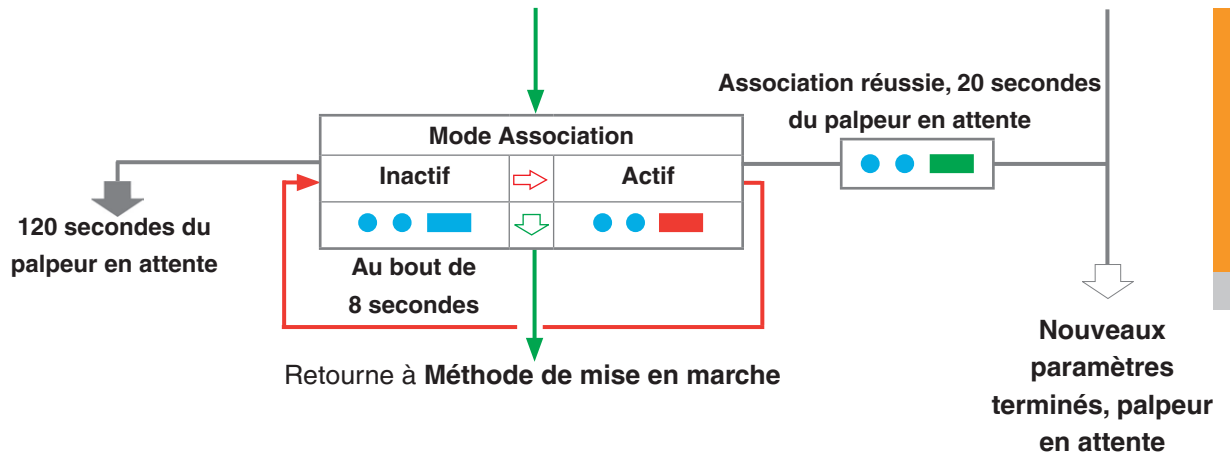 Association réussie, 20 secondes
du palpeur en attente
Mode Association
Inactif
Actif
120 secondes du
palpeur en attente
Au bout de
8 secondes
Retourne à Méthode de mise en marche
Nouveaux
paramètres
terminés, palpeur
en attente